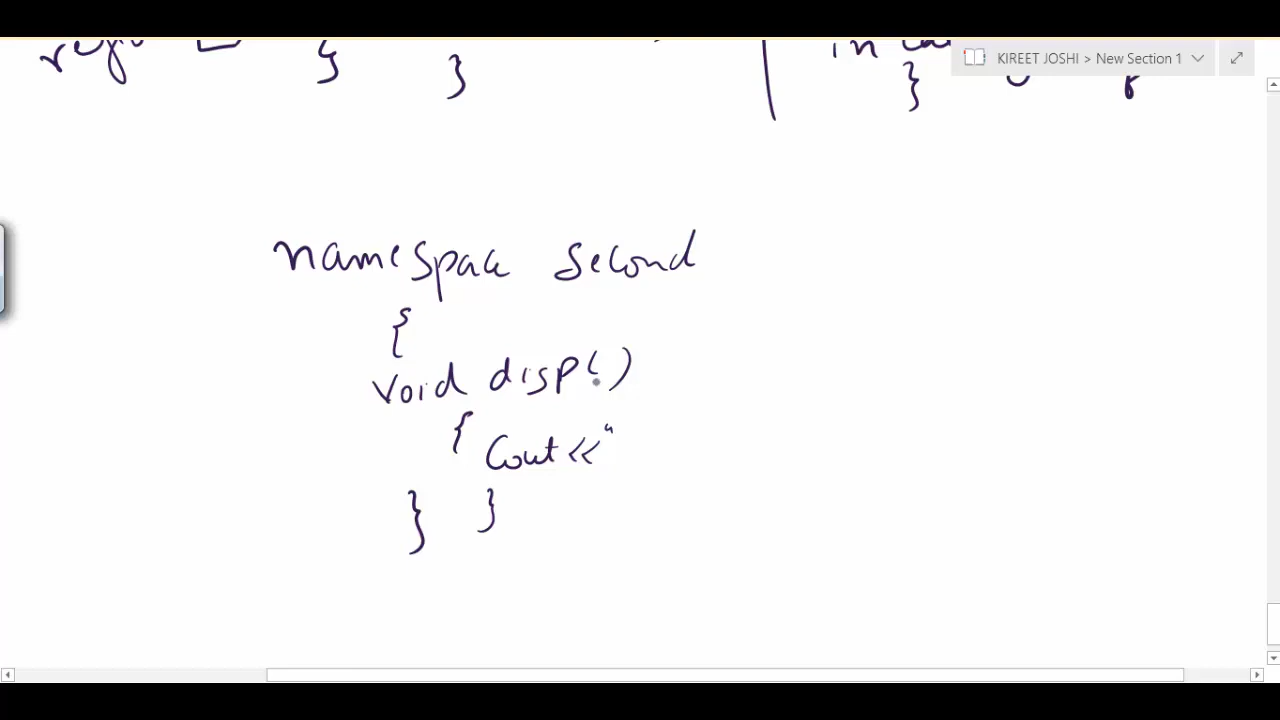 } } }
KIREET JOSHI > New Section 1
namespace second
{
void disp()
{ Cout<<"
} }